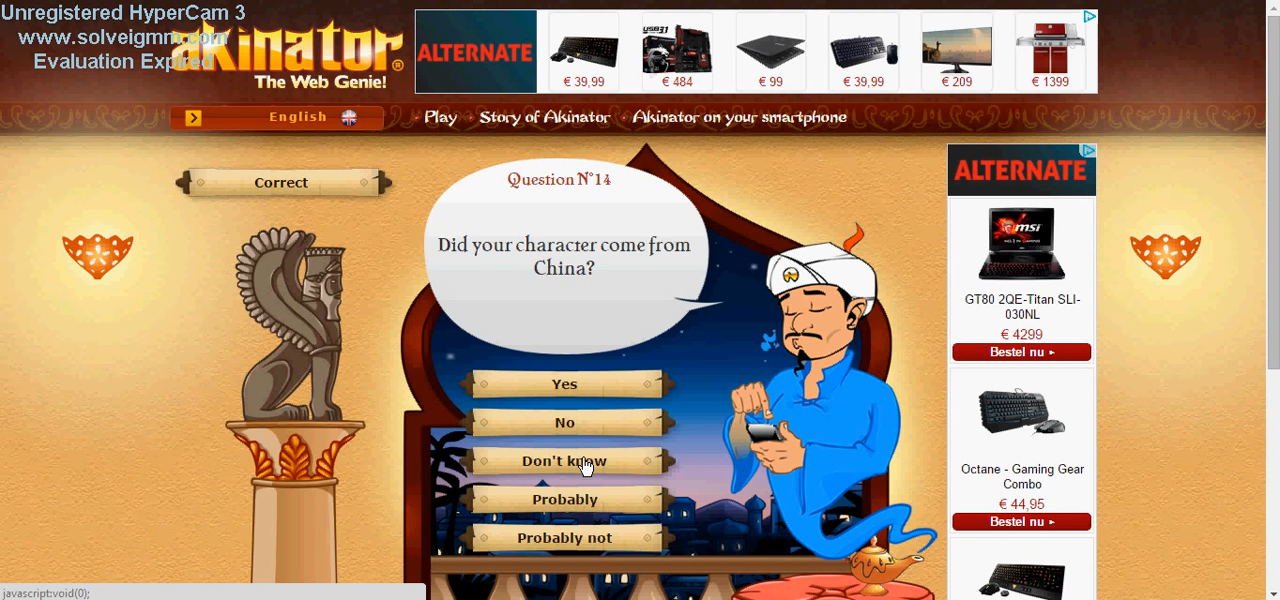 Unregistered HyperCam 3
www.solveigmm.com
Evaluation Expired
akinator®
The Web Genie!
ALTERNATE
€ 39,99
€ 484
€ 99
€ 39,99
€ 209
€ 1399
English
Play
Story of Akinator
Akinator on your smartphone
Correct
Question N°14
Did your character come from
China?
Yes
No
Don't know
Probably
Probably not
ALTERNATE
msi
GT80 2QE-Titan SLI-
030NL
€ 4299
Bestel nu
Octane - Gaming Gear
Combo
€ 44,95
Bestel nu
javascript:void(0);